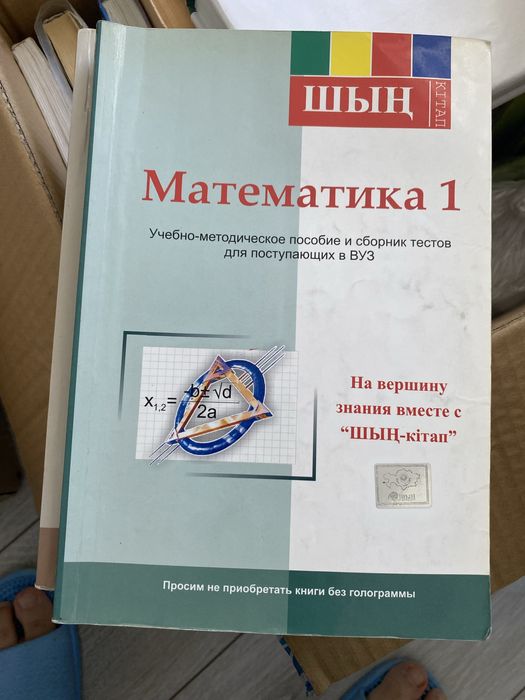 ШЫҢ
КІТАП
Математика 1
Учебно-методическое пособие и сборник тестов
для поступающих в ВУЗ
x1,2= -b±√d
2a
На вершину
знания вместе с
“ШЫҢ-кітап”
Просим не приобретать книги без голограммы